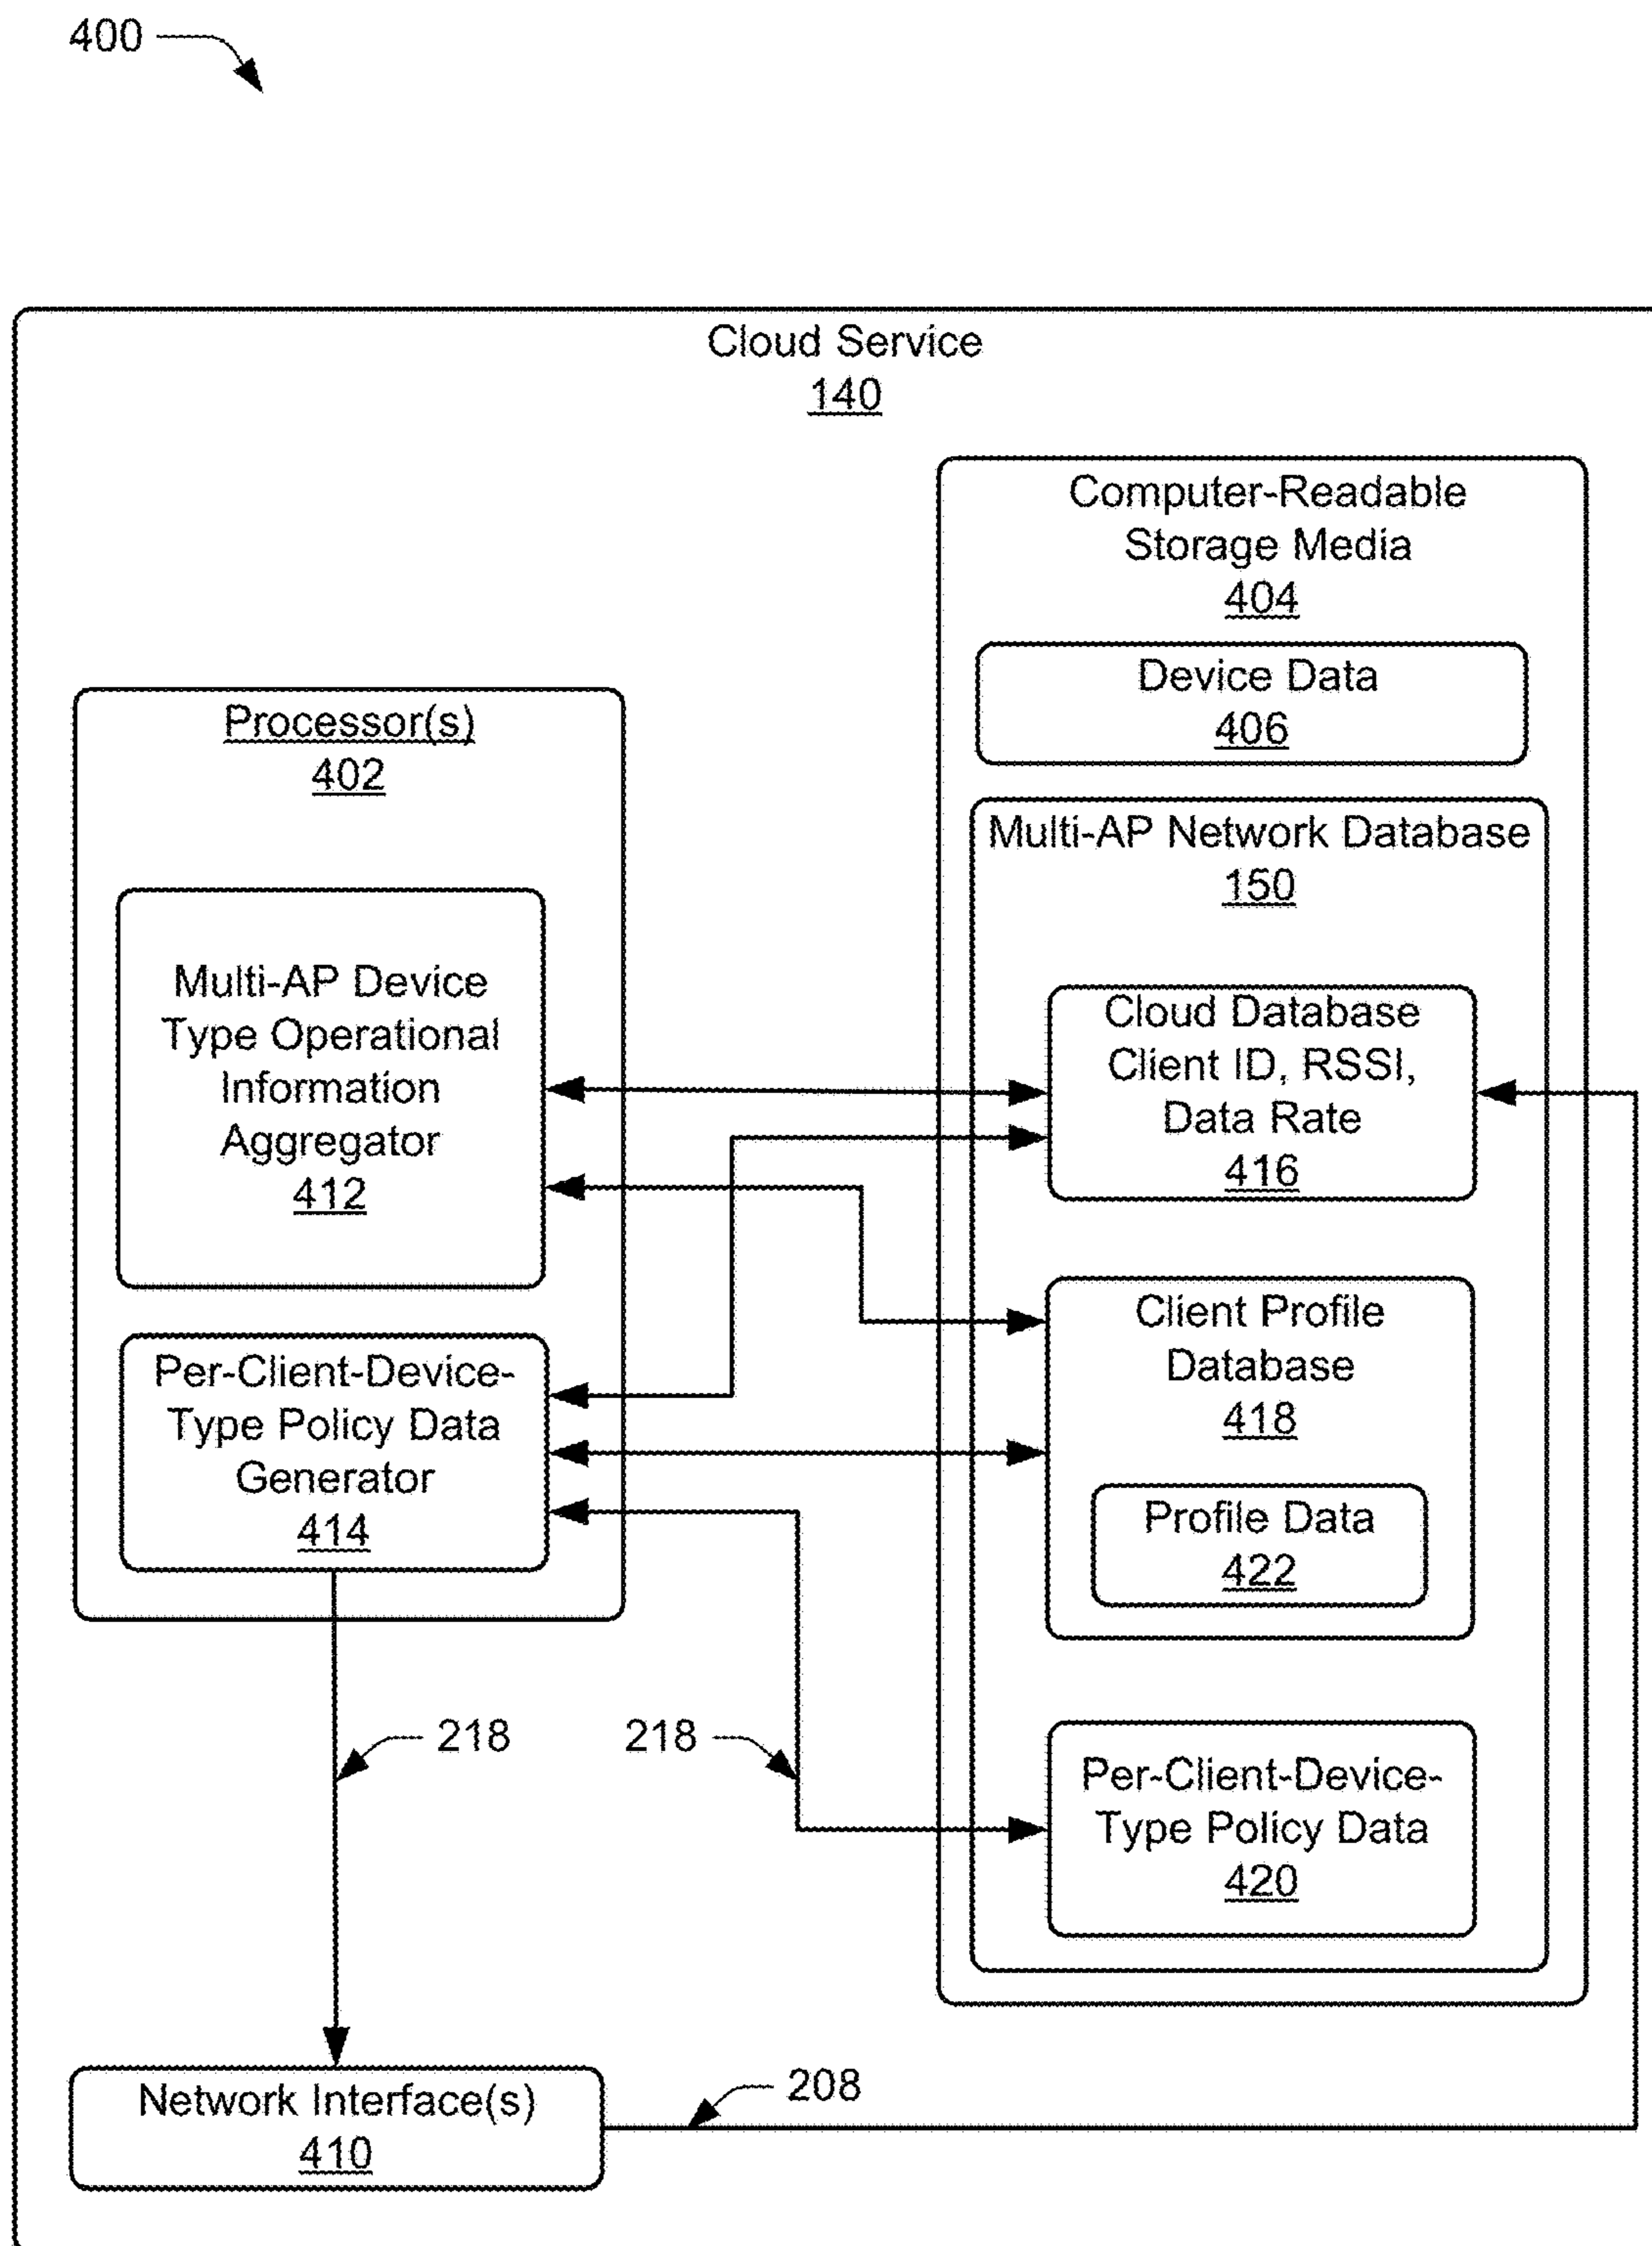 400
Cloud Service
140
Computer-Readable
Storage Media
404
Device Data
406
Processor(s)
402
Multi-AP Network Database
150
Multi-AP Device
Type Operational
Information
Aggregator
412
Cloud Database
Client ID, RSSI,
Data Rate
416
Client Profile
Database
418
Per-Client-Device-
Type Policy Data
Generator
414
Profile Data
422
218
218
Per-Client-Device-
Type Policy Data
420
208
Network Interface(s)
410